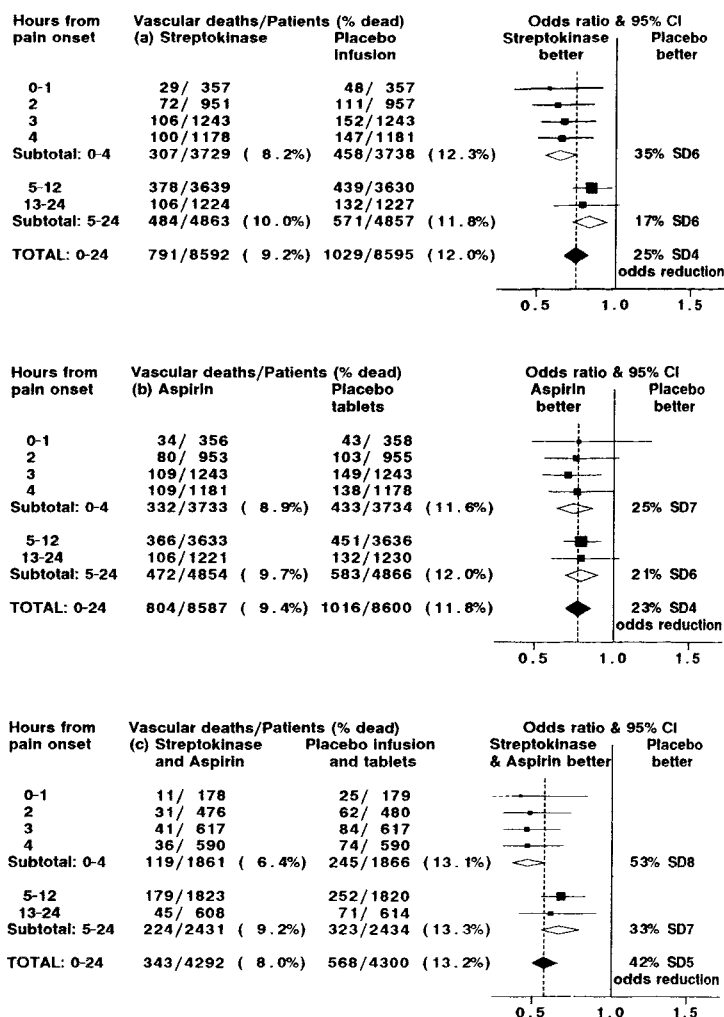 Hours from Vascular deaths/Patients (% dead) Odds ratio & 95% CI
pain onset (a) Streptokinase Placebo Streptokinase Placebo
infusion better better
0-1 29/ 357 48/ 357
2 72/ 951 111/ 957
3 106/1243 152/1243
4 100/1178 147/1181
Subtotal: 0-4 307/3729 ( 8.2%) 458/3738 (12.3%) 35% SD6
5-12 378/3639 439/3630
13-24 106/1224 132/1227
Subtotal: 5-24 484/4863 (10.0%) 571/4857 (11.8%) 17% SD6
TOTAL: 0-24 791/8592 ( 9.2%) 1029/8595 (12.0%) 25% SD4
odds reduction
0.5 1.0 1.5
Hours from Vascular deaths/Patients (% dead) Odds ratio & 95% CI
pain onset (b) Aspirin Placebo Aspirin Placebo
tablets better better
0-1 34/ 356 43/ 358
2 80/ 953 103/ 955
3 109/1243 149/1243
4 109/1181 138/1178
Subtotal: 0-4 332/3733 ( 8.9%) 433/3734 (11.6%) 25% SD7
5-12 366/3633 451/3636
13-24 106/1221 132/1230
Subtotal: 5-24 472/4854 ( 9.7%) 583/4866 (12.0%) 21% SD6
TOTAL: 0-24 804/8587 ( 9.4%) 1016/8600 (11.8%) 23% SD4
odds reduction
0.5 1.0 1.5
Hours from Vascular deaths/Patients (% dead) Odds ratio & 95% CI
pain onset (c) Streptokinase Placebo infusion Streptokinase Placebo
and Aspirin and tablets & Aspirin better better
0-1 11/ 178 25/ 179
2 31/ 476 62/ 480
3 41/ 617 84/ 617
4 36/ 590 74/ 590
Subtotal: 0-4 119/1861 ( 6.4%) 245/1866 (13.1%) 53% SD8
5-12 179/1823 252/1820
13-24 45/ 608 71/ 614
Subtotal: 5-24 224/2431 ( 9.2%) 323/2434 (13.3%) 33% SD7
TOTAL: 0-24 343/4292 ( 8.0%) 568/4300 (13.2%) 42% SD5
odds reduction
0.5 1.0 1.5